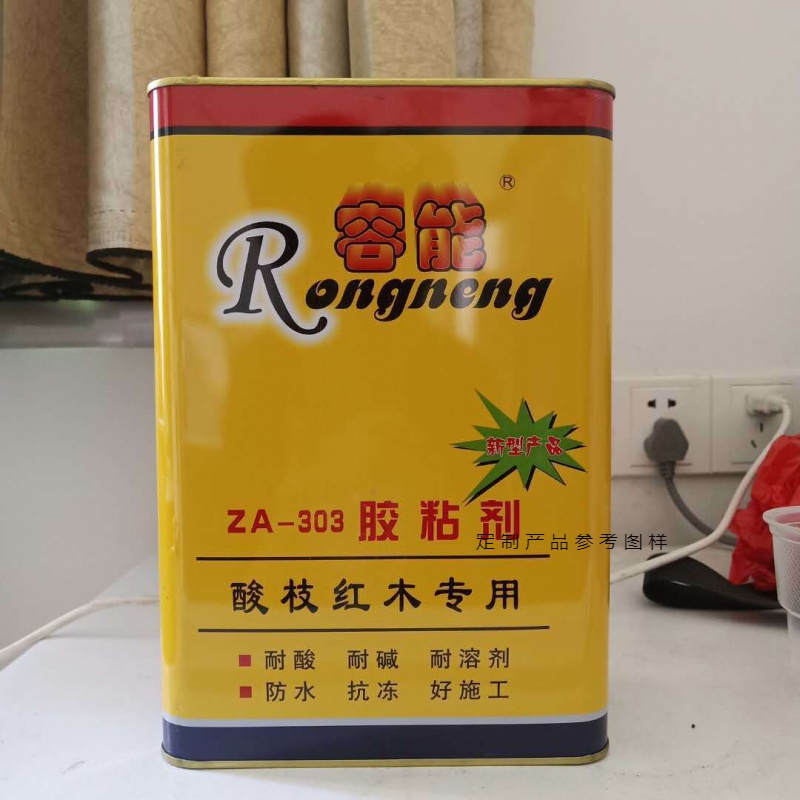 容能®
Rongneng
新型产品
ZA-303 胶粘剂
定制产品参考图样
酸枝红木专用
■ 耐酸 耐碱 耐溶剂
■ 防水 抗冻 好施工